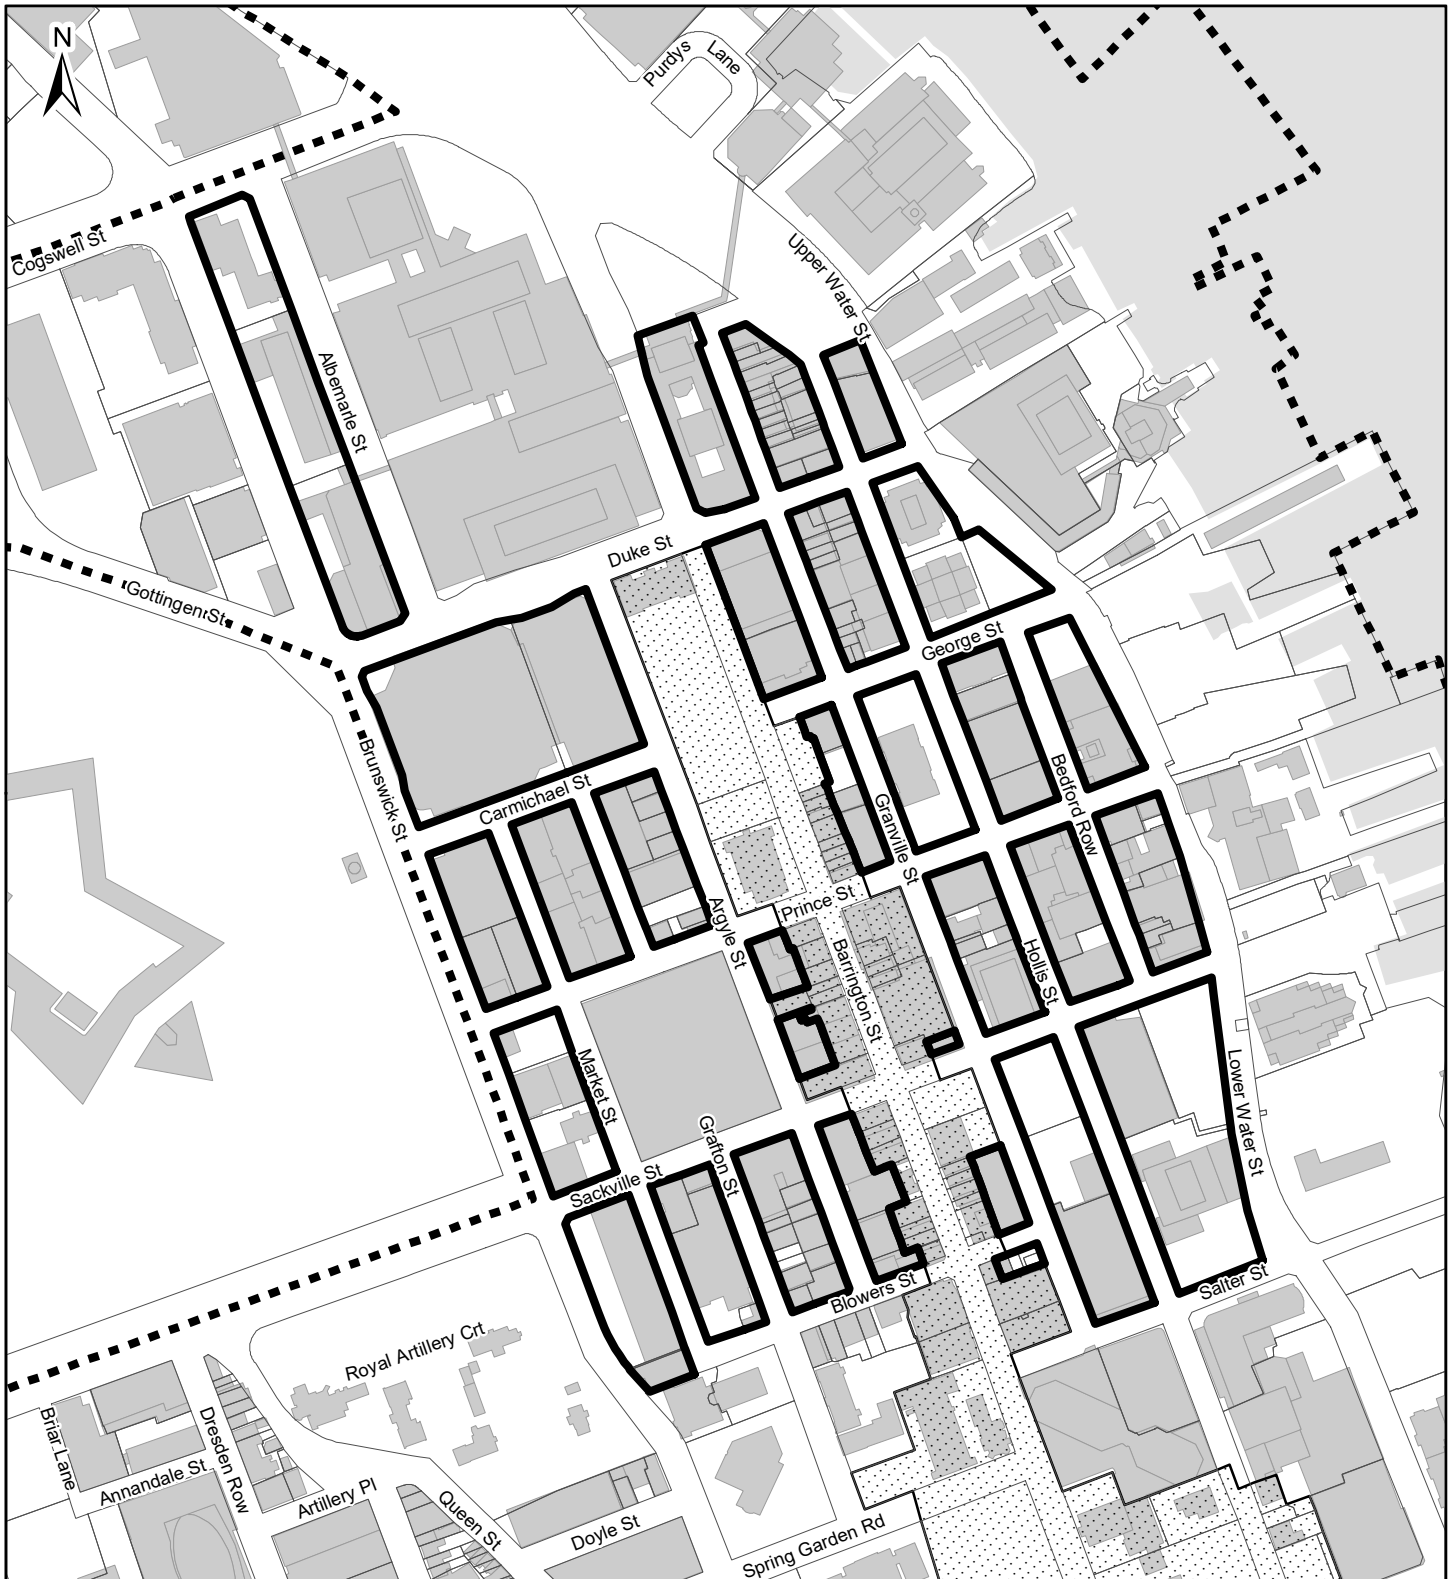 N
Purdys
Lane
Cogswell St
Upper Water St
Albemarle St
Duke St
Gottingen St
George St
Brunswick St
Carmichael St
Bedford Row
Granville St
Prince St
Argyle St
Barrington St
Hollis St
Market St
Lower Water St
Grafton St
Sackville St
Blowers St
Salter St
Royal Artillery Crt
Briar Lane
Dresden Row
Annandale St
Artillery Pl
Queen St
Doyle St
Spring Garden Rd